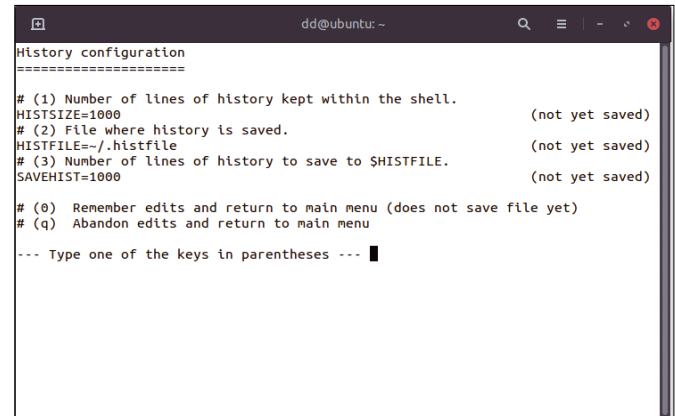 dd@ubuntu: ~
History configuration
=====================
# (1) Number of lines of history kept within the shell.
HISTSIZE=1000 (not yet saved)
# (2) File where history is saved.
HISTFILE=~/.histfile (not yet saved)
# (3) Number of lines of history to save to $HISTFILE.
SAVEHIST=1000 (not yet saved)
# (0)  Remember edits and return to main menu (does not save file yet)
# (q)  Abandon edits and return to main menu
--- Type one of the keys in parentheses ---